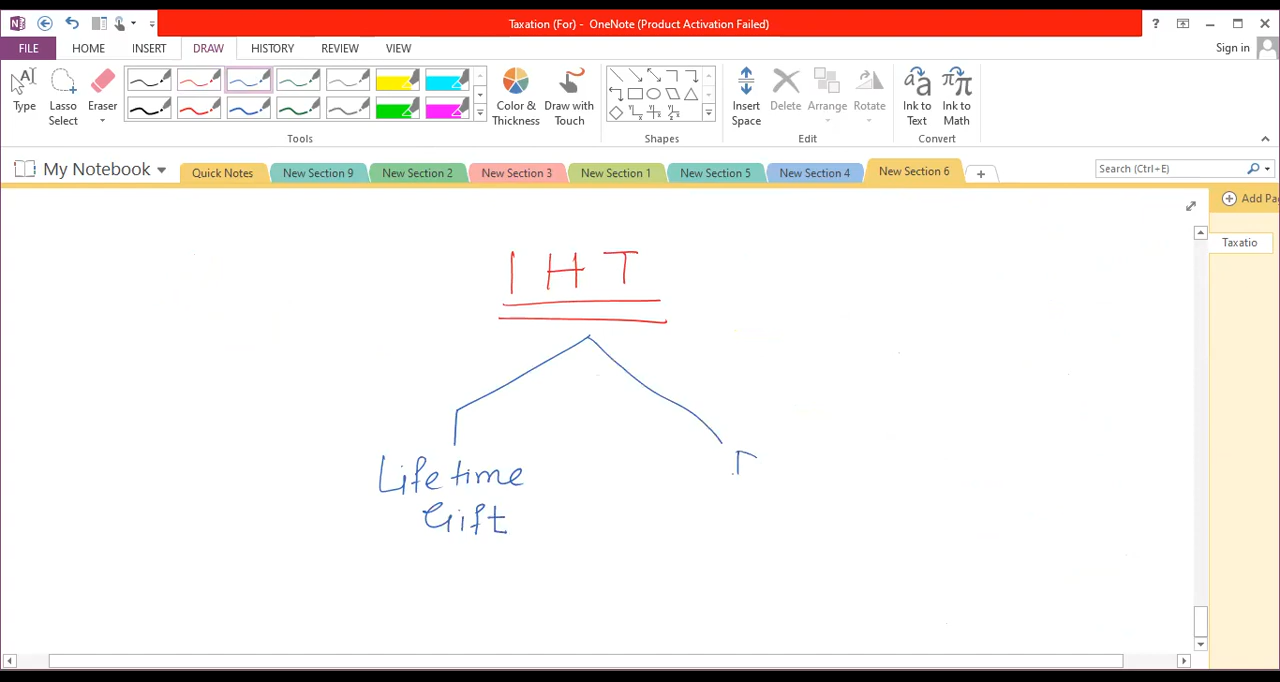 Taxation (For) - OneNote (Product Activation Failed)
?
FILE HOME INSERT DRAW HISTORY REVIEW VIEW
Sign in
Type
Lasso Select
Eraser
Color & Thickness
Draw with Touch
Insert Space
Delete
Arrange
Rotate
Ink to Text
Ink to Math
Tools
Shapes
Edit
Convert
My Notebook
Quick Notes
New Section 9
New Section 2
New Section 3
New Section 1
New Section 5
New Section 4
New Section 6
Search (Ctrl+E)
Add Pa
Taxatio
IHT
Lifetime
Gift